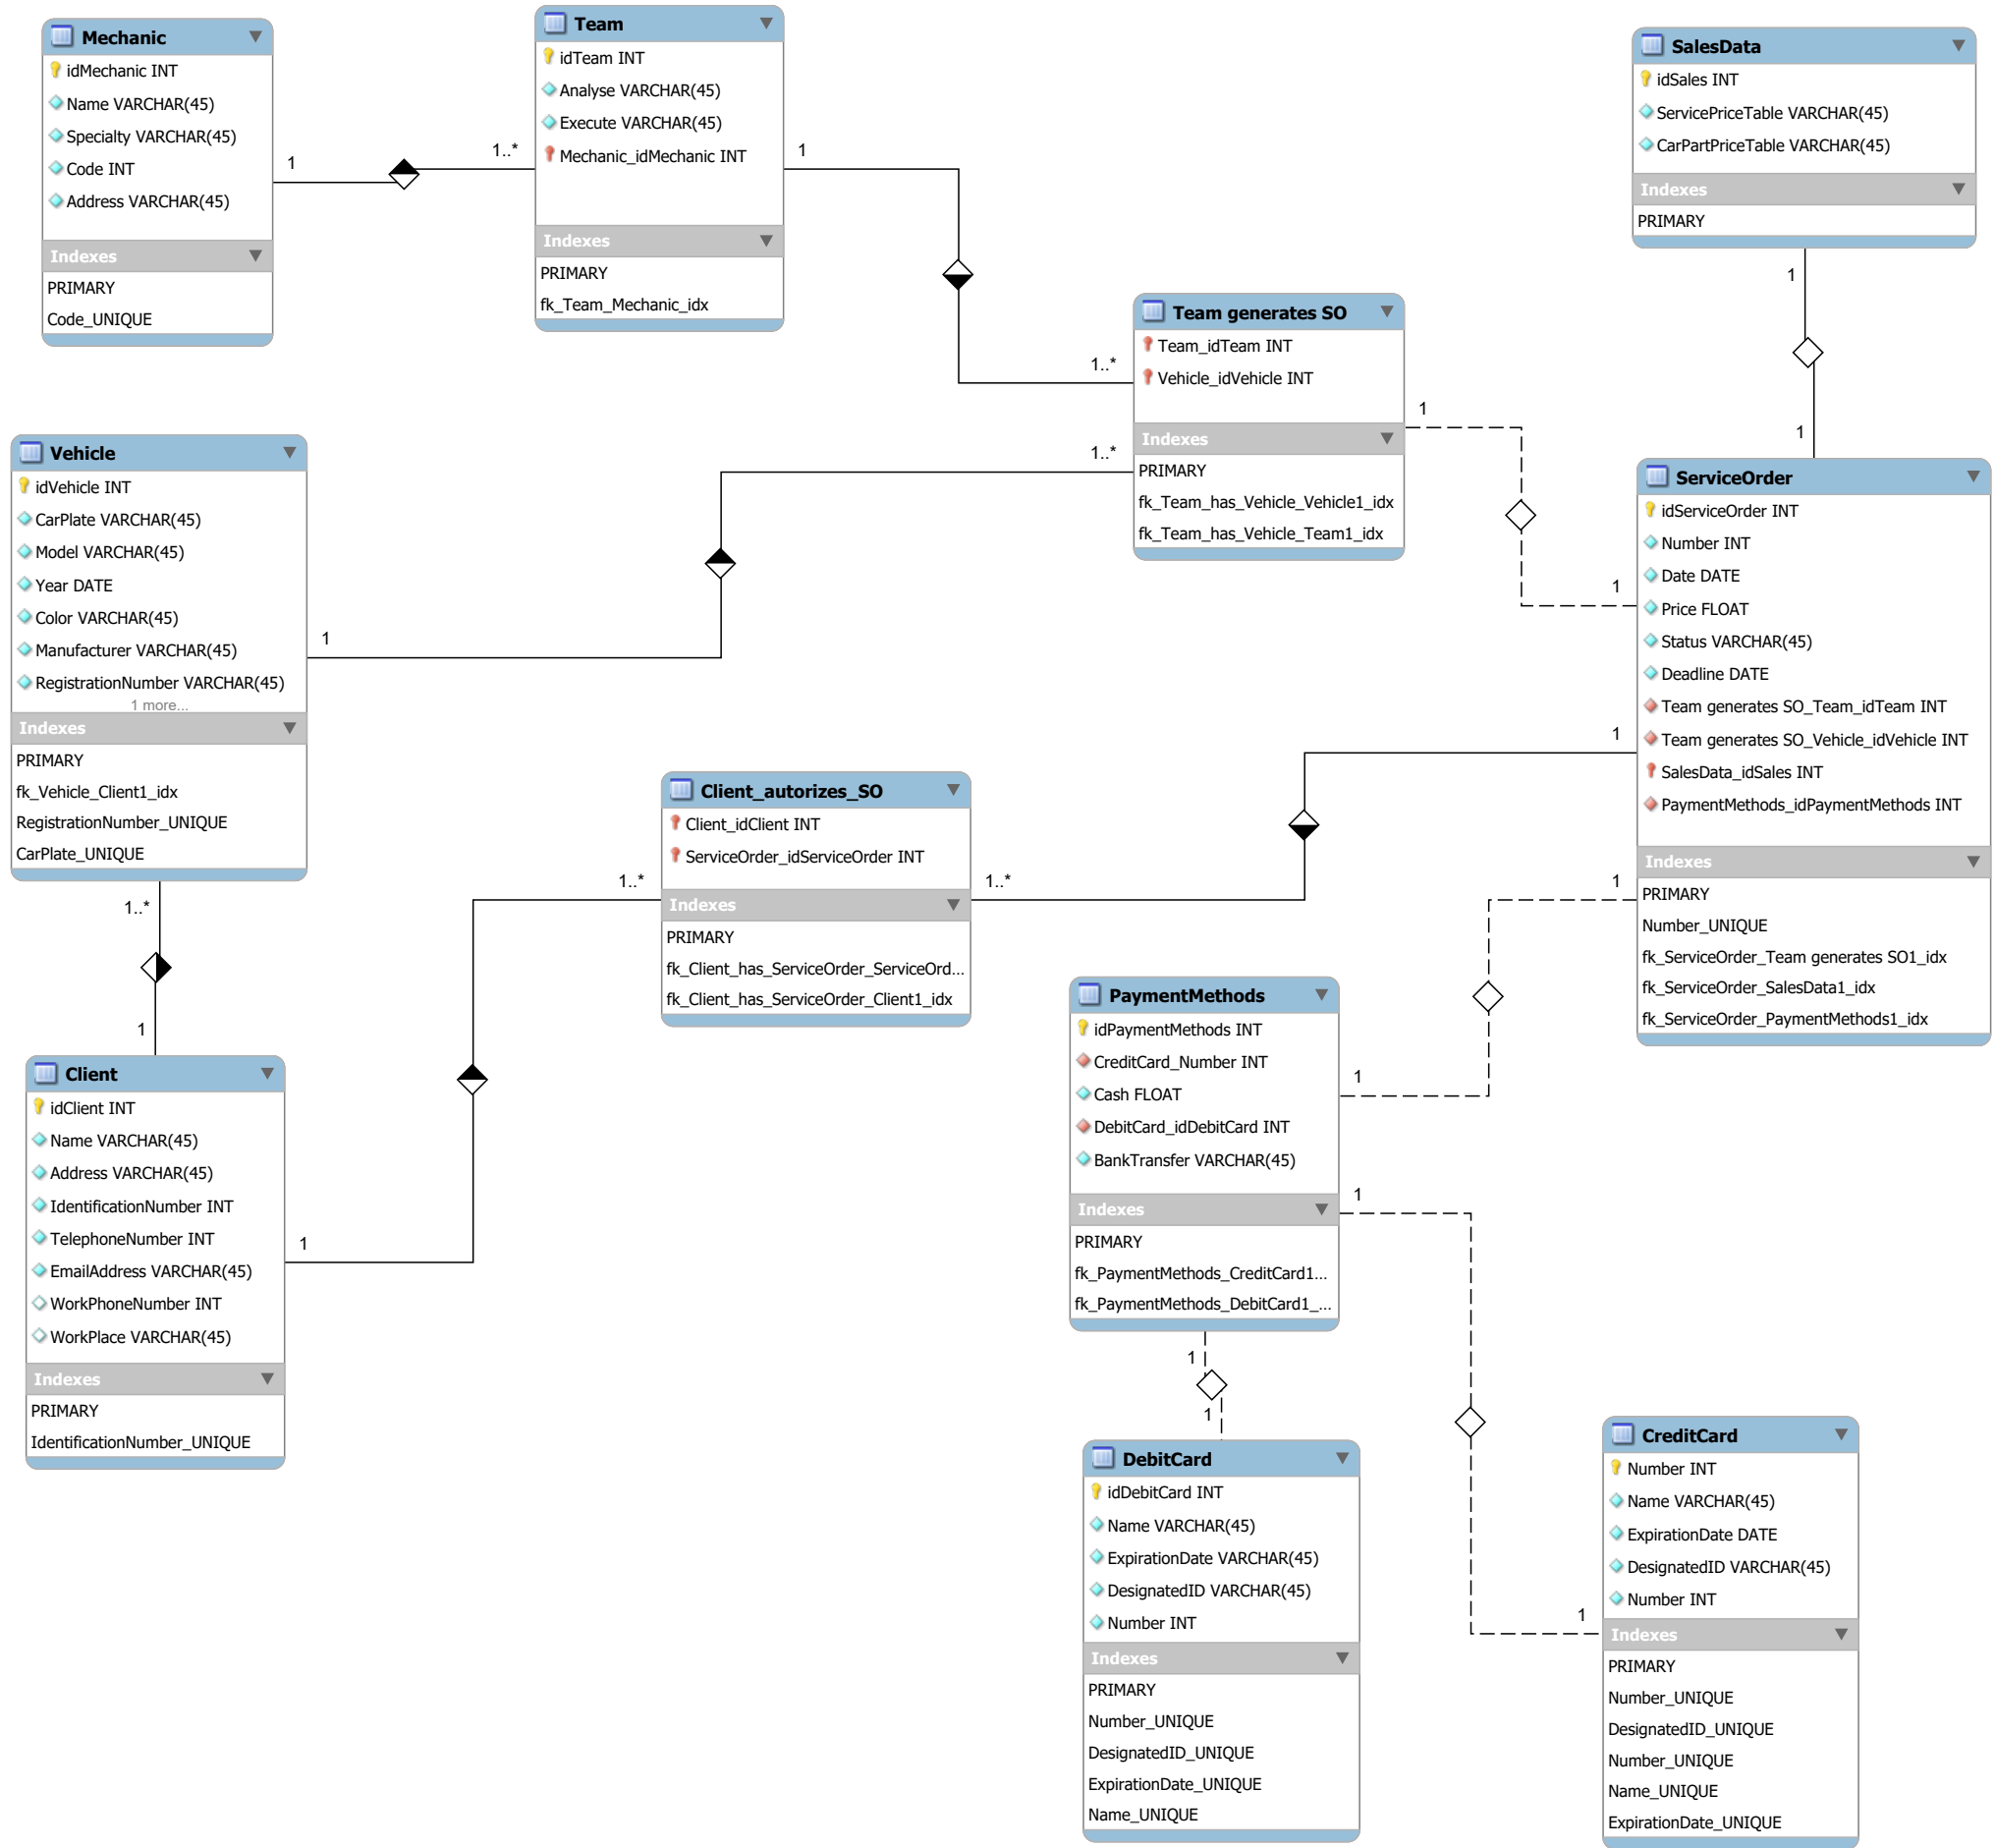 Mechanic
idMechanic INT
Name VARCHAR(45)
Specialty VARCHAR(45)
Code INT
Address VARCHAR(45)
Indexes
PRIMARY
Code_UNIQUE
1
1..*
Team
idTeam INT
Analyse VARCHAR(45)
Execute VARCHAR(45)
Mechanic_idMechanic INT
Indexes
PRIMARY
fk_Team_Mechanic_idx
1
1..*
SalesData
idSales INT
ServicePriceTable VARCHAR(45)
CarPartPriceTable VARCHAR(45)
Indexes
PRIMARY
1
1
Team generates SO
Team_idTeam INT
Vehicle_idVehicle INT
Indexes
PRIMARY
fk_Team_has_Vehicle_Vehicle1_idx
fk_Team_has_Vehicle_Team1_idx
1
1
Vehicle
idVehicle INT
CarPlate VARCHAR(45)
Model VARCHAR(45)
Year DATE
Color VARCHAR(45)
Manufacturer VARCHAR(45)
RegistrationNumber VARCHAR(45)
1 more...
Indexes
PRIMARY
fk_Vehicle_Client1_idx
RegistrationNumber_UNIQUE
CarPlate_UNIQUE
1
1..*
1..*
1
ServiceOrder
idServiceOrder INT
Number INT
Date DATE
Price FLOAT
Status VARCHAR(45)
Deadline DATE
Team generates SO_Team_idTeam INT
Team generates SO_Vehicle_idVehicle INT
SalesData_idSales INT
PaymentMethods_idPaymentMethods INT
Indexes
PRIMARY
Number_UNIQUE
fk_ServiceOrder_Team generates SO1_idx
fk_ServiceOrder_SalesData1_idx
fk_ServiceOrder_PaymentMethods1_idx
1
1
Client_autorizes_SO
Client_idClient INT
ServiceOrder_idServiceOrder INT
Indexes
PRIMARY
fk_Client_has_ServiceOrder_ServiceOrd...
fk_Client_has_ServiceOrder_Client1_idx
1..*
1..*
Client
idClient INT
Name VARCHAR(45)
Address VARCHAR(45)
IdentificationNumber INT
TelephoneNumber INT
EmailAddress VARCHAR(45)
WorkPhoneNumber INT
WorkPlace VARCHAR(45)
Indexes
PRIMARY
IdentificationNumber_UNIQUE
1
PaymentMethods
idPaymentMethods INT
CreditCard_Number INT
Cash FLOAT
DebitCard_idDebitCard INT
BankTransfer VARCHAR(45)
Indexes
PRIMARY
fk_PaymentMethods_CreditCard1...
fk_PaymentMethods_DebitCard1_...
1
1
1
1
DebitCard
idDebitCard INT
Name VARCHAR(45)
ExpirationDate VARCHAR(45)
DesignatedID VARCHAR(45)
Number INT
Indexes
PRIMARY
Number_UNIQUE
DesignatedID_UNIQUE
ExpirationDate_UNIQUE
Name_UNIQUE
1
CreditCard
Number INT
Name VARCHAR(45)
ExpirationDate DATE
DesignatedID VARCHAR(45)
Number INT
Indexes
PRIMARY
Number_UNIQUE
DesignatedID_UNIQUE
Number_UNIQUE
Name_UNIQUE
ExpirationDate_UNIQUE